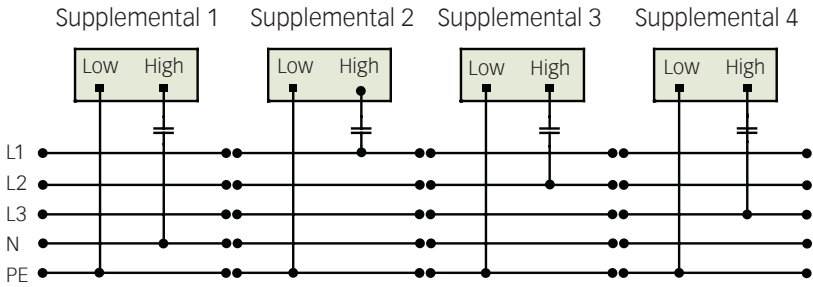 Supplemental 1 Supplemental 2 Supplemental 3 Supplemental 4
Low High Low High Low High Low High
L1
L2
L3
N
PE